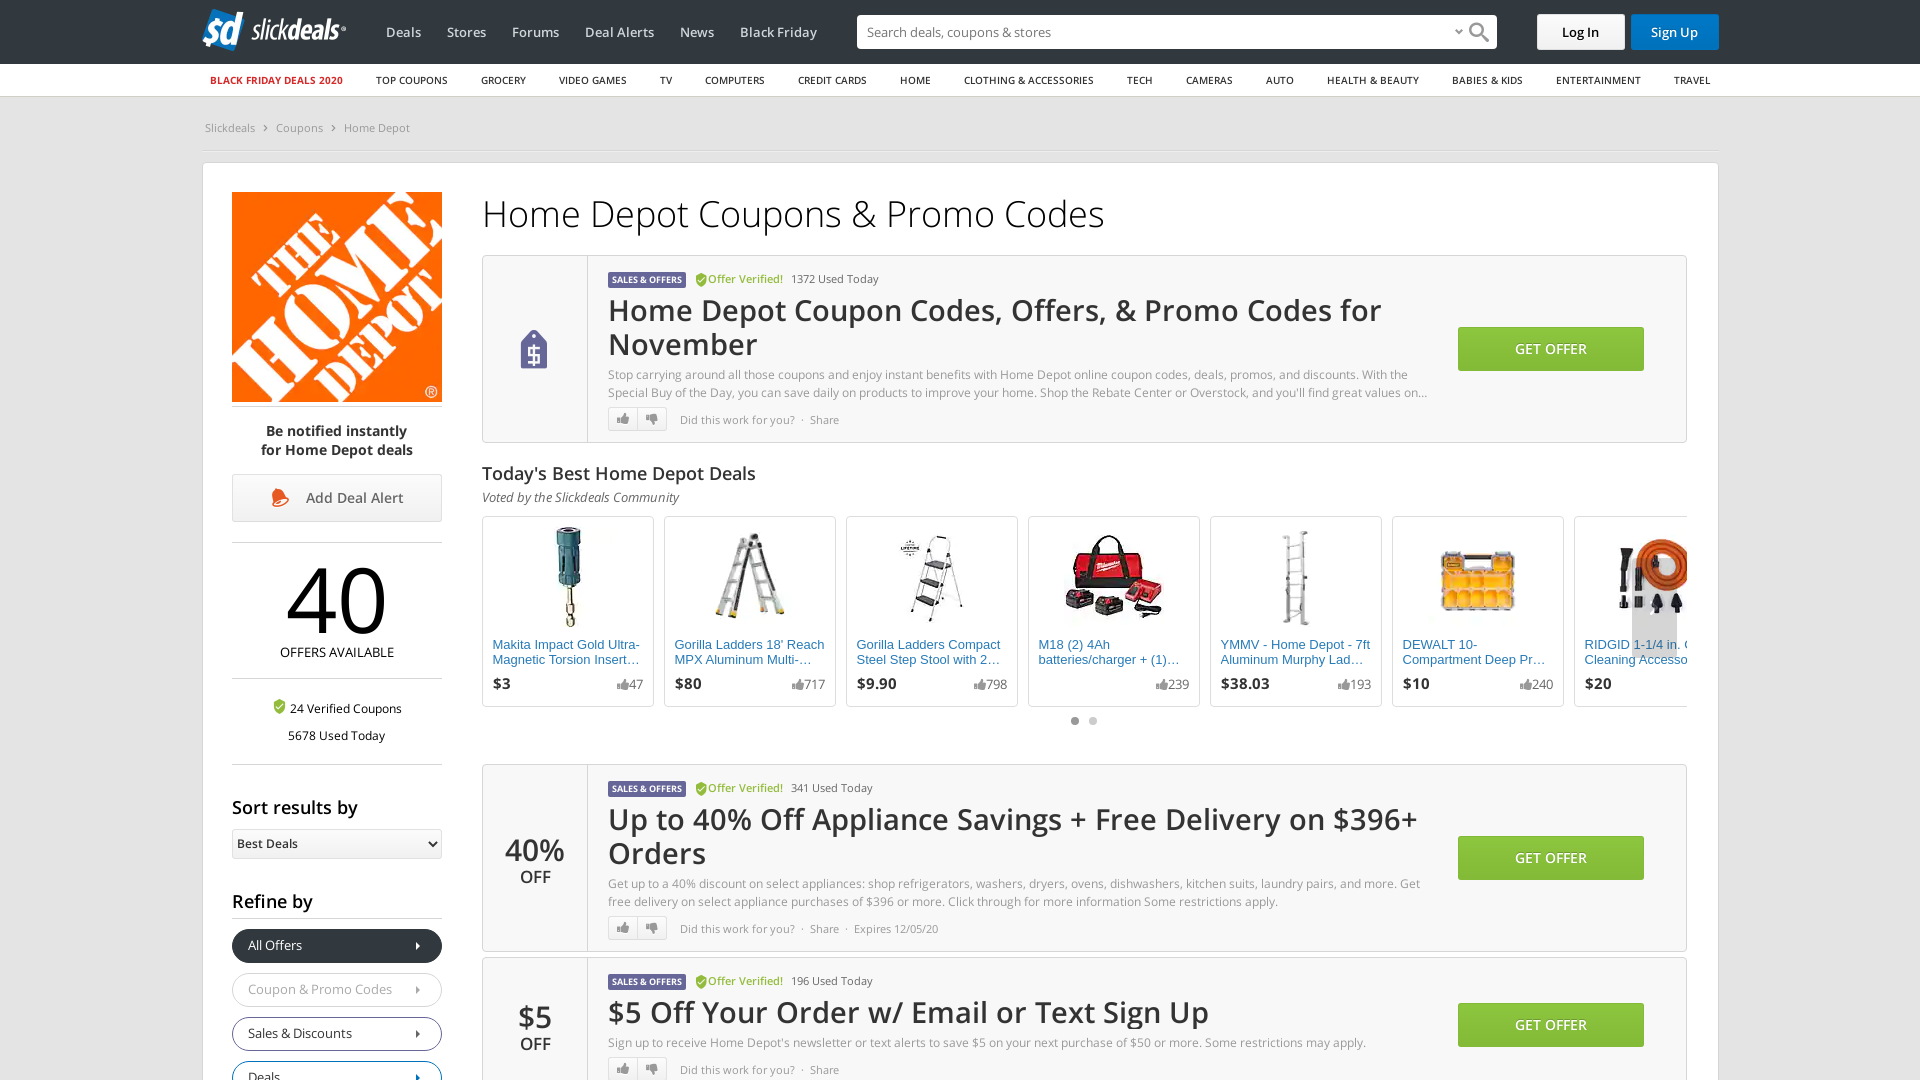 sd slickdeals
Deals
Stores
Forums
Deal Alerts
News
Black Friday
Search deals, coupons & stores
Log In
Sign Up
BLACK FRIDAY DEALS 2020
TOP COUPONS
GROCERY
VIDEO GAMES
TV
COMPUTERS
CREDIT CARDS
HOME
CLOTHING & ACCESSORIES
TECH
CAMERAS
AUTO
HEALTH & BEAUTY
BABIES & KIDS
ENTERTAINMENT
TRAVEL
Slickdeals > Coupons > Home Depot
THE
HOME
DEPOT
®
Be notified instantly
for Home Depot deals
Add Deal Alert
40
OFFERS AVAILABLE
24 Verified Coupons
5678 Used Today
Sort results by
Best Deals
Refine by
All Offers
Coupon & Promo Codes
Sales & Discounts
Deals
Home Depot Coupons & Promo Codes
SALES & OFFERS Offer Verified! 1372 Used Today
Home Depot Coupon Codes, Offers, & Promo Codes for
November
Stop carrying around all those coupons and enjoy instant benefits with Home Depot online coupon codes, deals, promos, and discounts. With the
Special Buy of the Day, you can save daily on products to improve your home. Shop the Rebate Center or Overstock, and you'll find great values on...
Did this work for you? · Share
GET OFFER
Today's Best Home Depot Deals
Voted by the Slickdeals Community
Makita Impact Gold Ultra-
Magnetic Torsion Insert…
$3
47
Gorilla Ladders 18' Reach
MPX Aluminum Multi-…
$80
717
Gorilla Ladders Compact
Steel Step Stool with 2…
$9.90
798
M18 (2) 4Ah
batteries/charger + (1)…
239
YMMV - Home Depot - 7ft
Aluminum Murphy Lad…
$38.03
193
DEWALT 10-
Compartment Deep Pr…
$10
240
RIDGID 1-1/4 in.
Cleaning Accesso
$20
40%
OFF
SALES & OFFERS Offer Verified! 341 Used Today
Up to 40% Off Appliance Savings + Free Delivery on $396+
Orders
Get up to a 40% discount on select appliances: shop refrigerators, washers, dryers, ovens, dishwashers, kitchen suits, laundry pairs, and more. Get
free delivery on select appliance purchases of $396 or more. Click through for more information Some restrictions apply.
Did this work for you? · Share · Expires 12/05/20
GET OFFER
$5
OFF
SALES & OFFERS Offer Verified! 196 Used Today
$5 Off Your Order w/ Email or Text Sign Up
Sign up to receive Home Depot's newsletter or text alerts to save $5 on your next purchase of $50 or more. Some restrictions may apply.
Did this work for you? · Share
GET OFFER